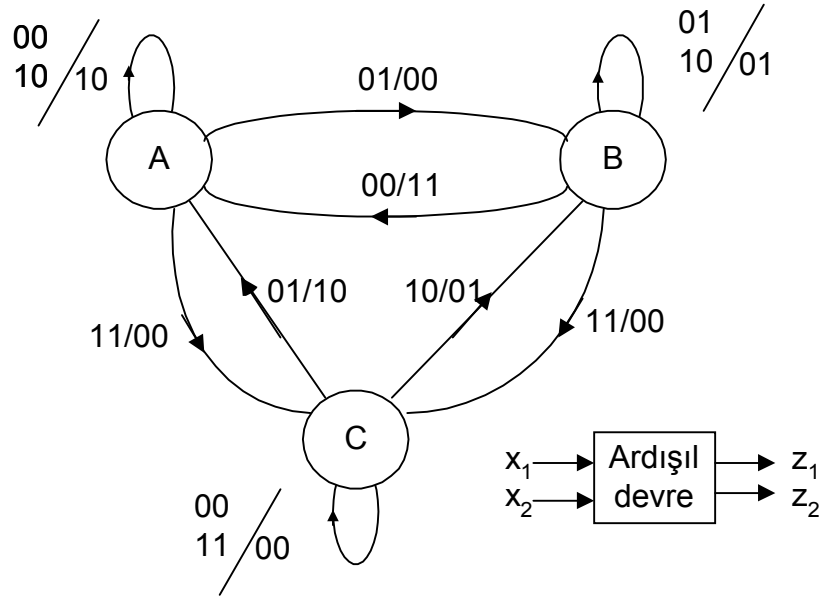 00
10 / 10
01/00
01
10 / 01
A
B
00/11
01/10
10/01
11/00
11/00
C
x1
x2
Ardışıl
devre
z1
z2
00
11 / 00